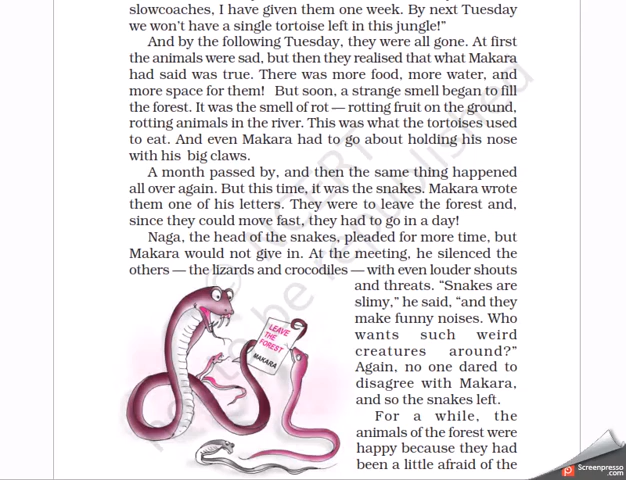 slowcoaches, I have given them one week. By next Tuesday
we won't have a single tortoise left in this jungle!"
And by the following Tuesday, they were all gone. At first
the animals were sad, but then they realised that what Makara
had said was true. There was more food, more water, and
more space for them! But soon, a strange smell began to fill
the forest. It was the smell of rot — rotting fruit on the ground,
rotting animals in the river. This was what the tortoises used
to eat. And even Makara had to go about holding his nose
with his big claws.
A month passed by, and then the same thing happened
all over again. But this time, it was the snakes. Makara wrote
them one of his letters. They were to leave the forest and,
since they could move fast, they had to go in a day!
Naga, the head of the snakes, pleaded for more time, but
Makara would not give in. At the meeting, he silenced the
others — the lizards and crocodiles — with even louder shouts
and threats. "Snakes are
slimy," he said, "and they
make funny noises. Who
wants such weird
creatures around?"
Again, no one dared to
disagree with Makara,
and so the snakes left.
For a while, the
animals of the forest were
happy because they had
been a little afraid of the
LEAVE
THE
FOREST
MAKARA
© NCERT
not to be republished
Screenpresso
Screenpresso.com